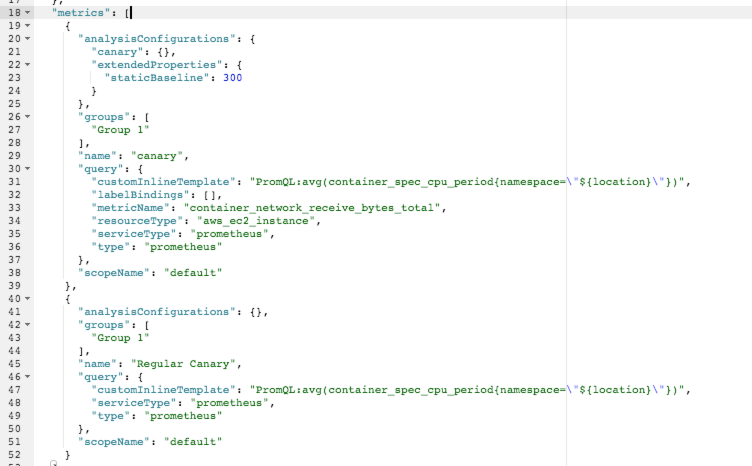 17 },
18 "metrics": [
19 {
20 "analysisConfigurations": {
21 "canary": {},
22 "extendedProperties": {
23 "staticBaseline": 300
24 }
25 },
26 "groups": [
27 "Group 1"
28 ],
29 "name": "canary",
30 "query": {
31 "customInlineTemplate": "PromQL:avg(container_spec_cpu_period{namespace=\"${location}\"})",
32 "labelBindings": [],
33 "metricName": "container_network_receive_bytes_total",
34 "resourceType": "aws_ec2_instance",
35 "serviceType": "prometheus",
36 "type": "prometheus"
37 },
38 "scopeName": "default"
39 },
40 {
41 "analysisConfigurations": {},
42 "groups": [
43 "Group 1"
44 ],
45 "name": "Regular Canary",
46 "query": {
47 "customInlineTemplate": "PromQL:avg(container_spec_cpu_period{namespace=\"${location}\"})",
48 "serviceType": "prometheus",
49 "type": "prometheus"
50 },
51 "scopeName": "default"
52 }